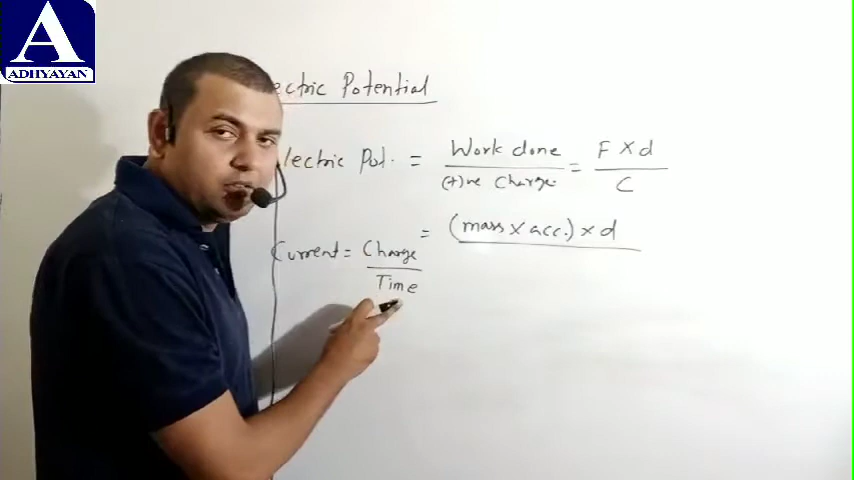 A
ADHYAYAN
ectric Potential
lectric Pot. = Work done / (+)ve Charge = F × d / C
= (mass × acc.) × d
Current = Charge / Time